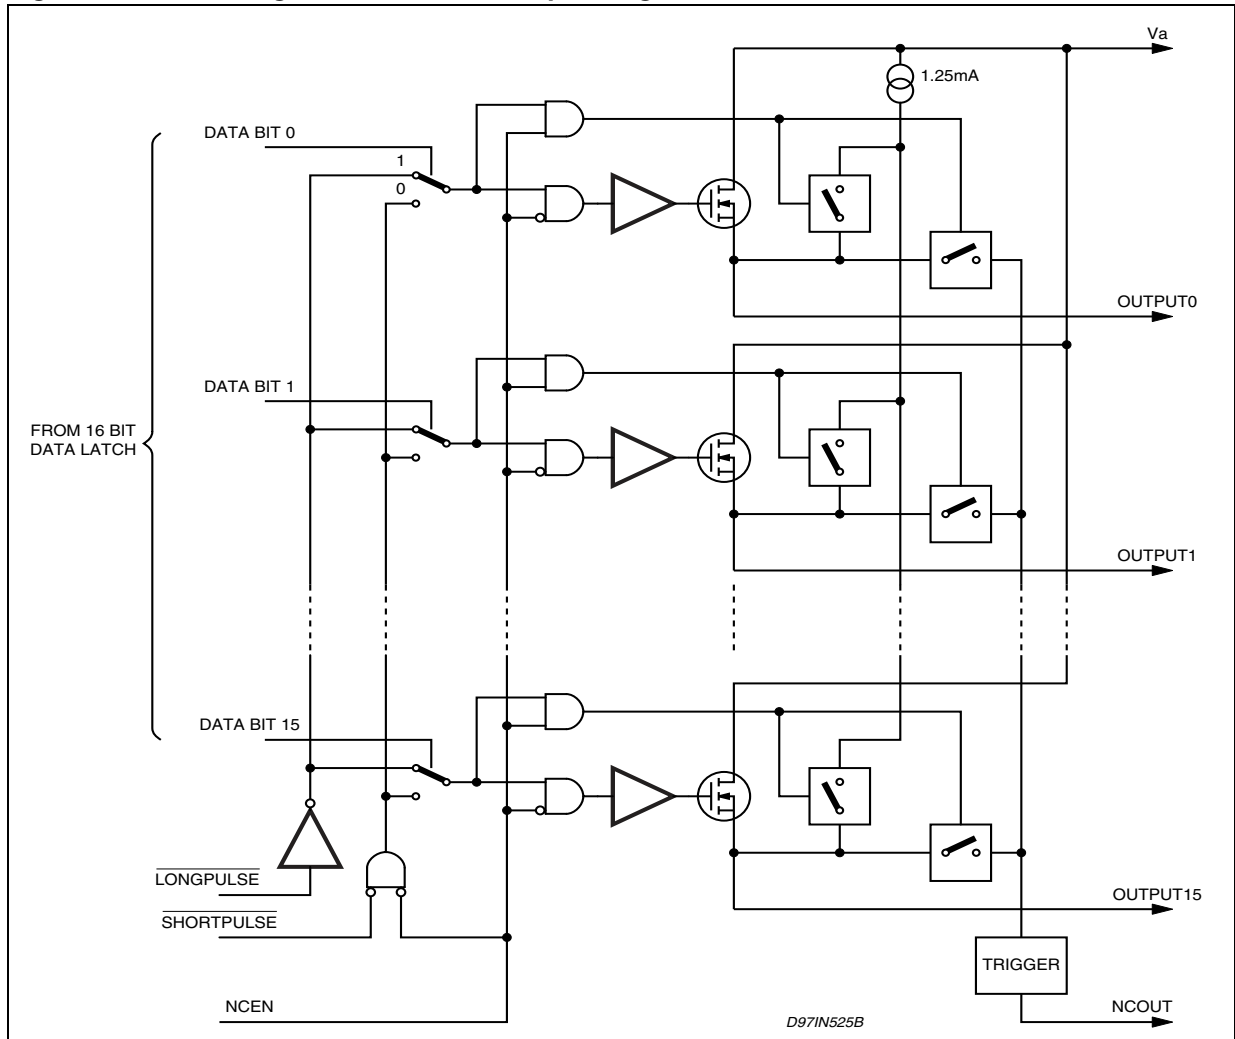 Va
1.25mA
DATA BIT 0
1
0
OUTPUT0
DATA BIT 1
FROM 16 BIT
DATA LATCH
OUTPUT1
DATA BIT 15
LONGPULSE
OUTPUT15
SHORTPULSE
TRIGGER
NCEN
NCOUT
D97IN525B